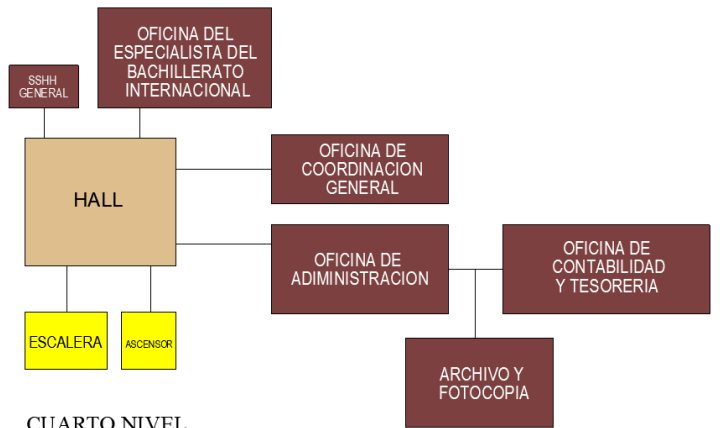 OFICINA DEL
ESPECIALISTA DEL
BACHILLERATO
INTERNACIONAL
SSHH
GENERAL
HALL
OFICINA DE
COORDINACION
GENERAL
OFICINA DE
ADIMINISTRACION
OFICINA DE
CONTABILIDAD
Y TESORERIA
ESCALERA
ASCENSOR
ARCHIVO Y
FOTOCOPIA
CUARTO NIVEL